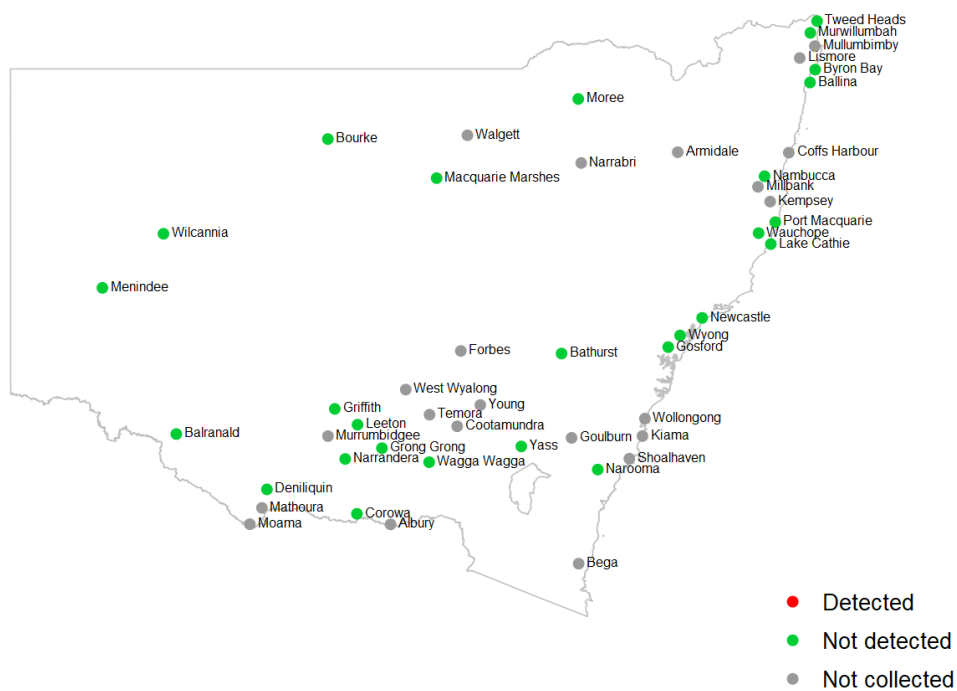 Tweed Heads
Murwillumbah
Mullumbimby
Lismore
Byron Bay
Ballina
Moree
Walgett
Bourke
Armidale
Coffs Harbour
Narrabri
Macquarie Marshes
Nambucca
Millbank
Kempsey
Port Macquarie
Wilcannia
Wauchope
Lake Cathie
Menindee
Newcastle
Wyong
Gosford
Forbes
Bathurst
West Wyalong
Young
Griffith
Temora
Wollongong
Leeton
Cootamundra
Balranald
Murrumbidgee
Goulburn
Kiama
Grong Grong
Yass
Narrandera
Wagga Wagga
Shoalhaven
Narooma
Deniliquin
Mathoura
Corowa
Moama
Albury
Bega
Detected
Not detected
Not collected